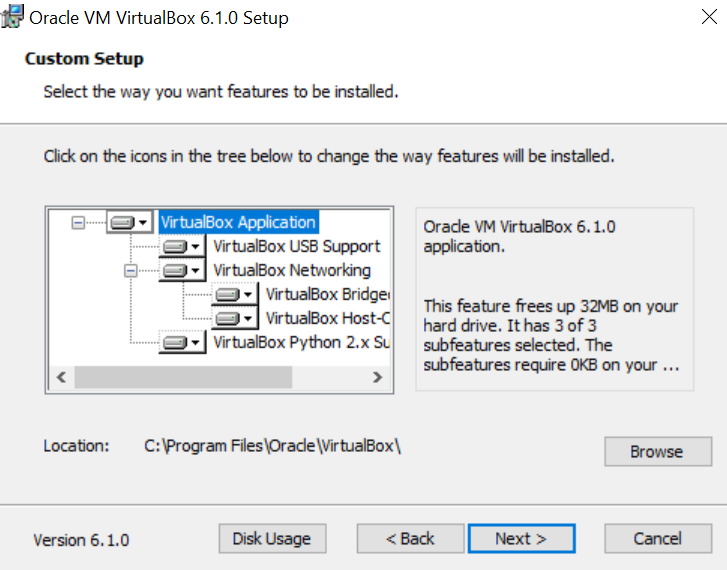 Oracle VM VirtualBox 6.1.0 Setup
Custom Setup
Select the way you want features to be installed.
Click on the icons in the tree below to change the way features will be installed.
VirtualBox Application
VirtualBox USB Support
VirtualBox Networking
VirtualBox Bridge
VirtualBox Host-C
VirtualBox Python 2.x Su
Oracle VM VirtualBox 6.1.0
application.
This feature frees up 32MB on your
hard drive. It has 3 of 3
subfeatures selected. The
subfeatures require 0KB on your ...
Location: C:\Program Files\Oracle\VirtualBox\
Browse
Version 6.1.0
Disk Usage
< Back
Next >
Cancel